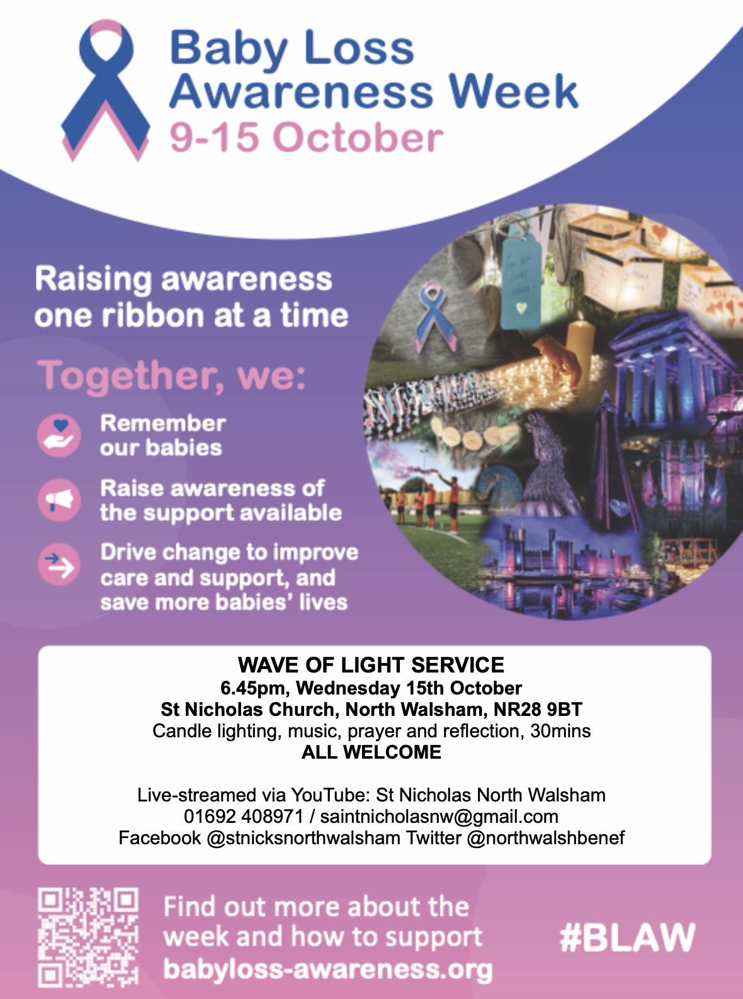 Baby Loss
Awareness Week
9-15 October
Raising awareness
one ribbon at a time
Together, we:
Remember
our babies
Raise awareness of
the support available
Drive change to improve
care and support, and
save more babies' lives
WAVE OF LIGHT SERVICE
6.45pm, Wednesday 15th October
St Nicholas Church, North Walsham, NR28 9BT
Candle lighting, music, prayer and reflection, 30mins
ALL WELCOME
Live-streamed via YouTube: St Nicholas North Walsham
01692 408971 / saintnicholasnw@gmail.com
Facebook @stnicksnorthwalsham Twitter @northwalshbenef
Find out more about the
week and how to support
babyloss-awareness.org
#BLAW